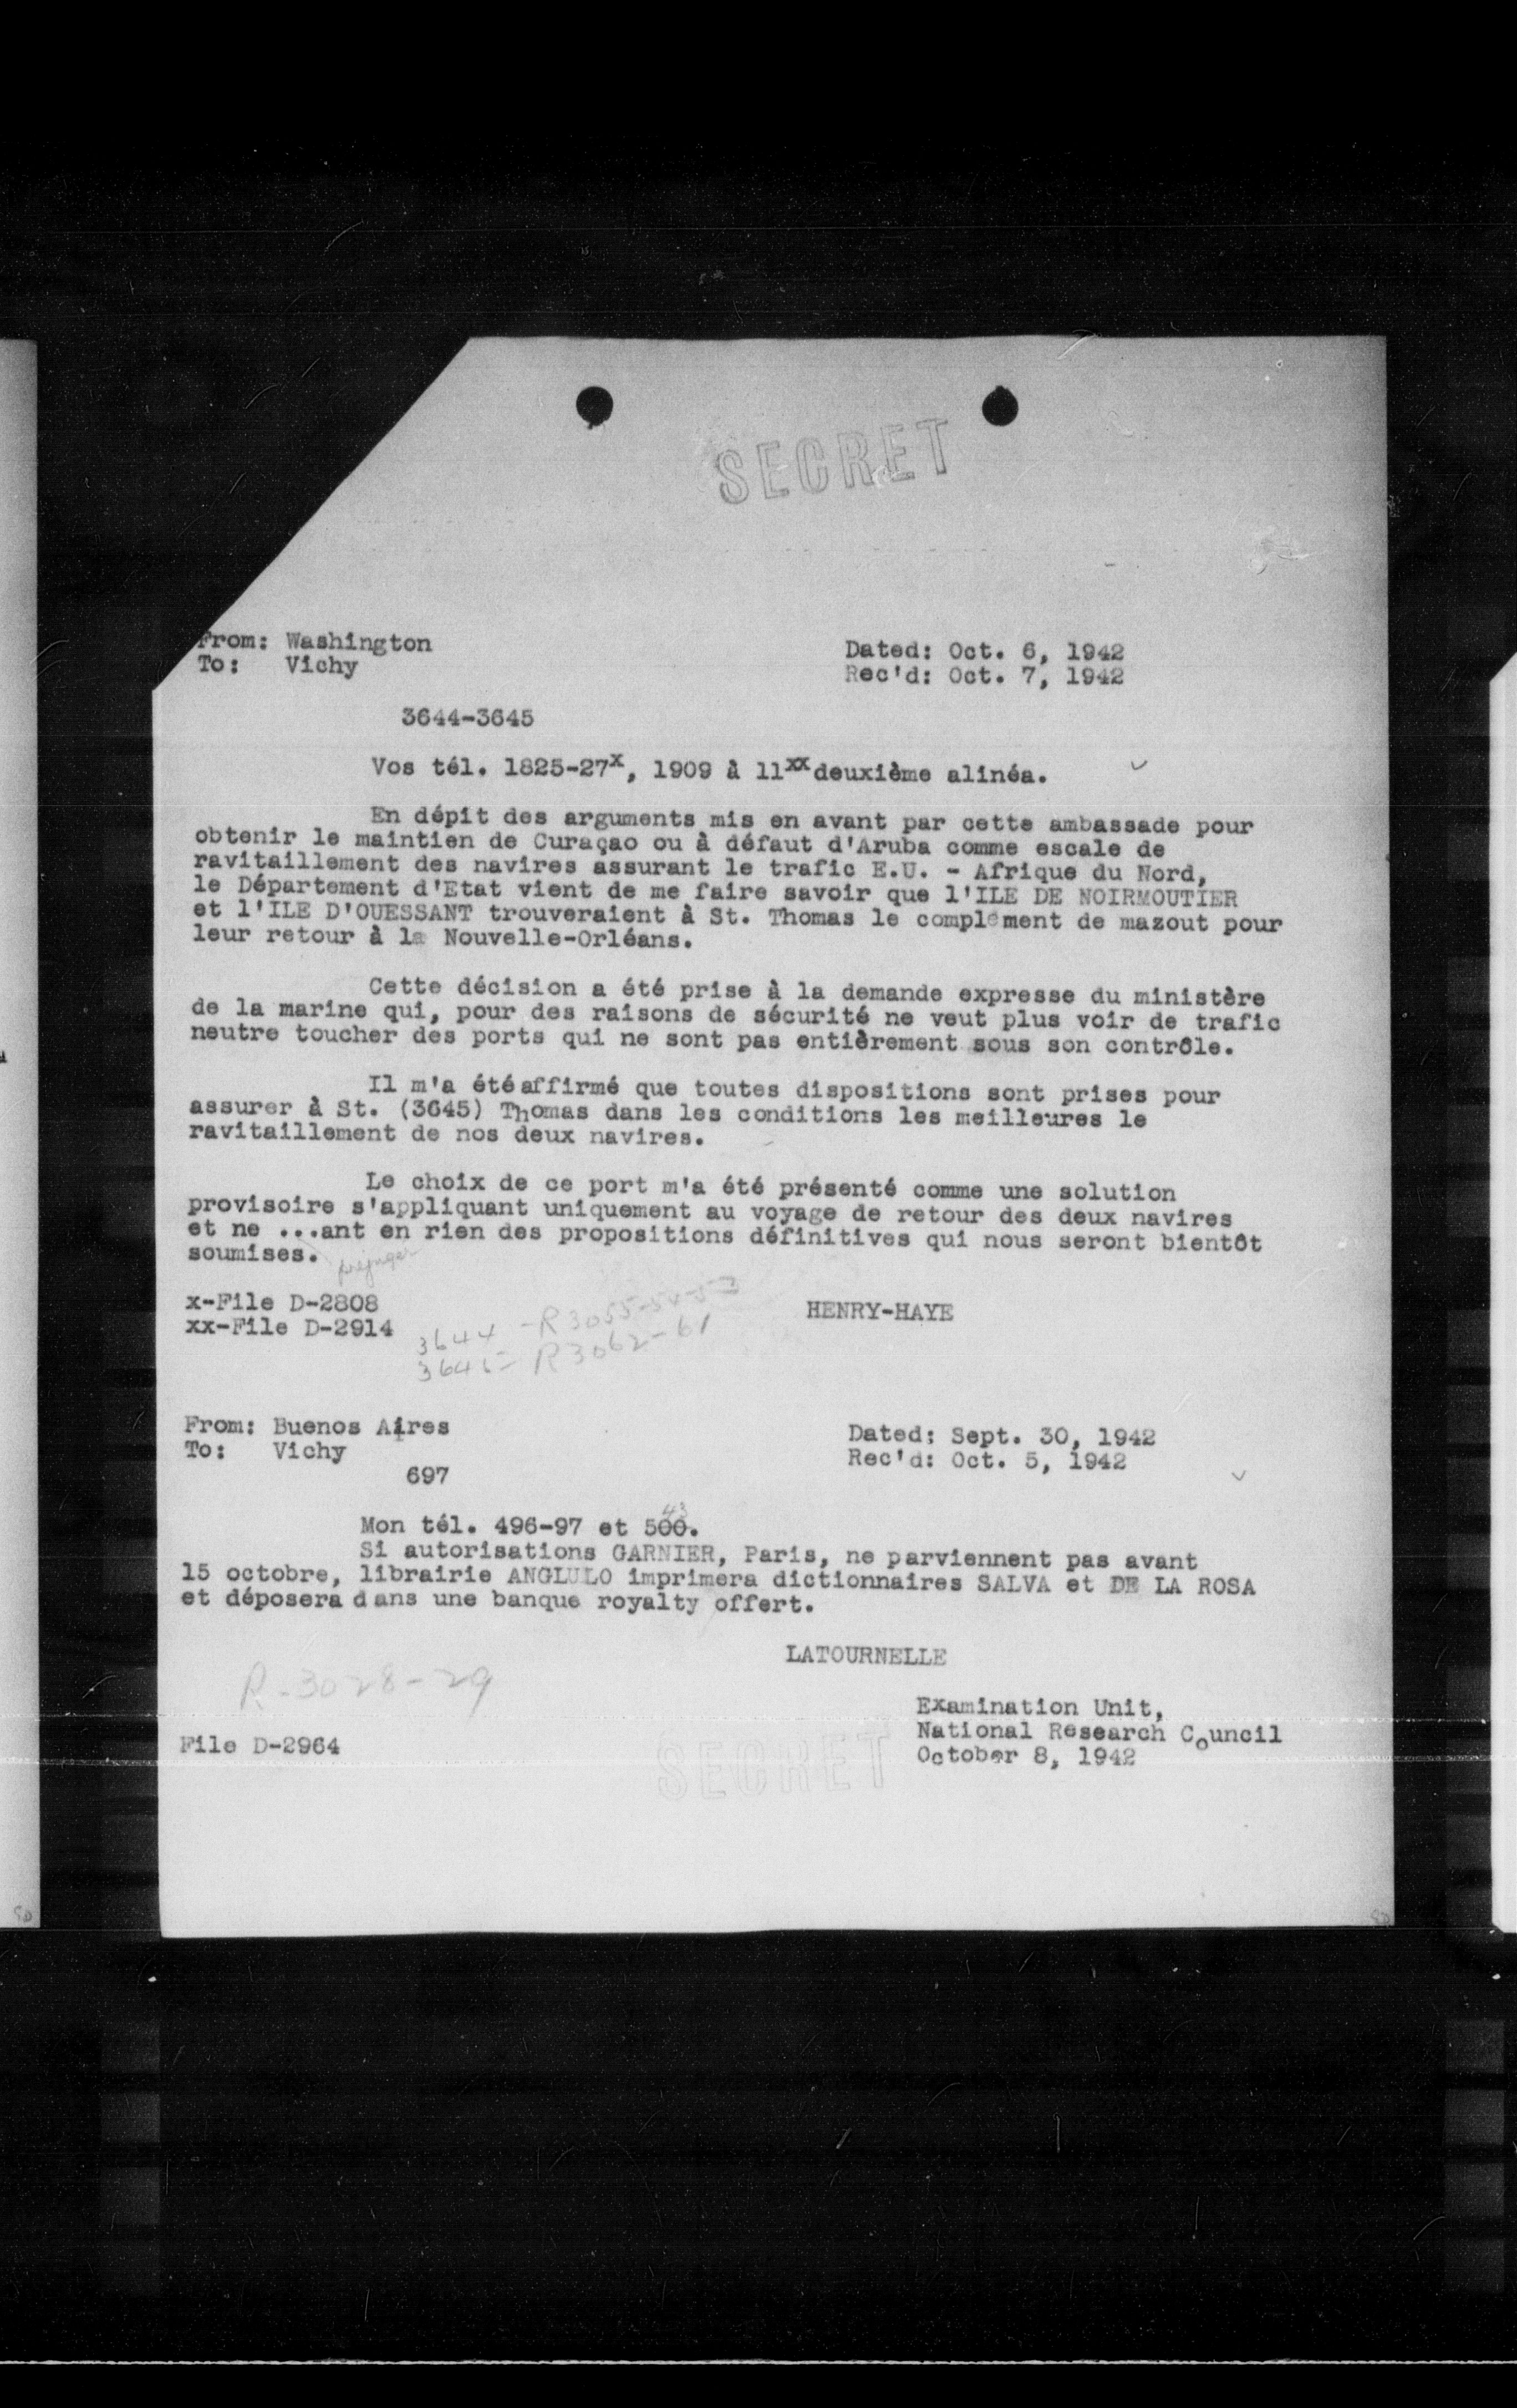 SECRET
From: Washington
To: Vichy
Dated: Oct. 6, 1942
Rec'd: Oct. 7, 1942
3644-3645
Vos tél. 1825-27x, 1909 à 11xx deuxième alinéa.
En dépit des arguments mis en avant par cette ambassade pour
obtenir le maintien de Curaçao ou à défaut d'Aruba comme escale de
ravitaillement des navires assurant le trafic E.U. - Afrique du Nord,
le Département d'Etat vient de me faire savoir que l'ILE DE NOIRMOUTIER
et l'ILE D'OUESSANT trouveraient à St. Thomas le complément de mazout pour
leur retour à la Nouvelle-Orléans.
Cette décision a été prise à la demande expresse du ministère
de la marine qui, pour des raisons de sécurité ne veut plus voir de trafic
neutre toucher des ports qui ne sont pas entièrement sous son contrôle.
Il m'a été affirmé que toutes dispositions sont prises pour
assurer à St. (3645) Thomas dans les conditions les meilleures le
ravitaillement de nos deux navires.
Le choix de ce port m'a été présenté comme une solution
provisoire s'appliquant uniquement au voyage de retour des deux navires
et ne ...ant en rien des propositions définitives qui nous seront bientôt
soumises.
préjuger
x-File D-2808
xx-File D-2914
HENRY-HAYE
3644 - R3055-54-53
3645 - R3062-61
From: Buenos Aires
To: Vichy
Dated: Sept. 30, 1942
Rec'd: Oct. 5, 1942
697
43
Mon tél. 496-97 et 500.
Si autorisations GARNIER, Paris, ne parviennent pas avant
15 octobre, librairie ANGLULO imprimera dictionnaires SALVA et DE LA ROSA
et déposera dans une banque royalty offert.
LATOURNELLE
R-3028-29
Examination Unit,
National Research Council
October 8, 1942
File D-2964
SECRET